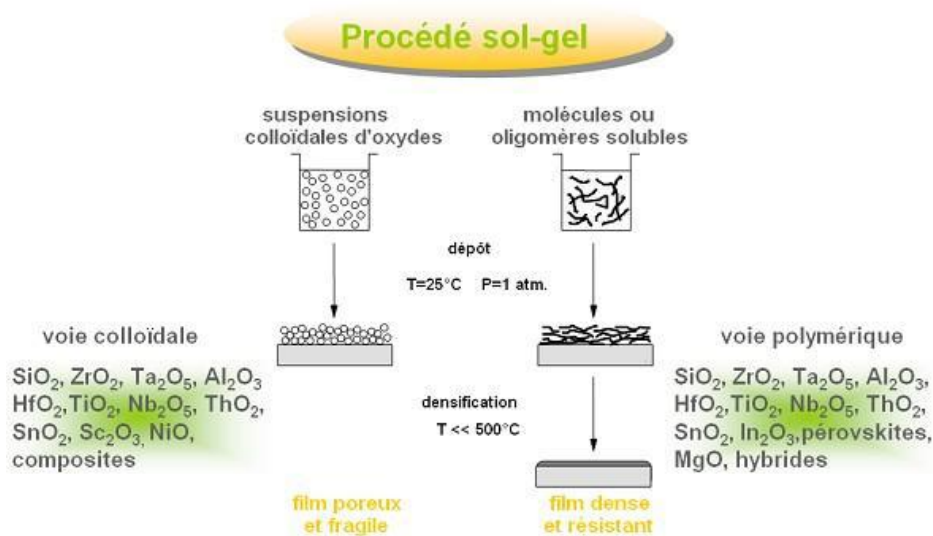 Procédé sol-gel
suspensions
colloïdales d'oxydes
molécules ou
oligomères solubles
dépôt
T=25°C P=1 atm.
voie colloïdale
SiO₂, ZrO₂, Ta₂O₅, Al₂O₃
HfO₂,TiO₂, Nb₂O₅, ThO₂,
SnO₂, Sc₂O₃, NiO,
composites
voie polymérique
SiO₂, ZrO₂, Ta₂O₅, Al₂O₃,
HfO₂,TiO₂, Nb₂O₅, ThO₂,
SnO₂, In₂O₃,pérovskites,
MgO, hybrides
densification
T << 500°C
film poreux
et fragile
film dense
et résistant